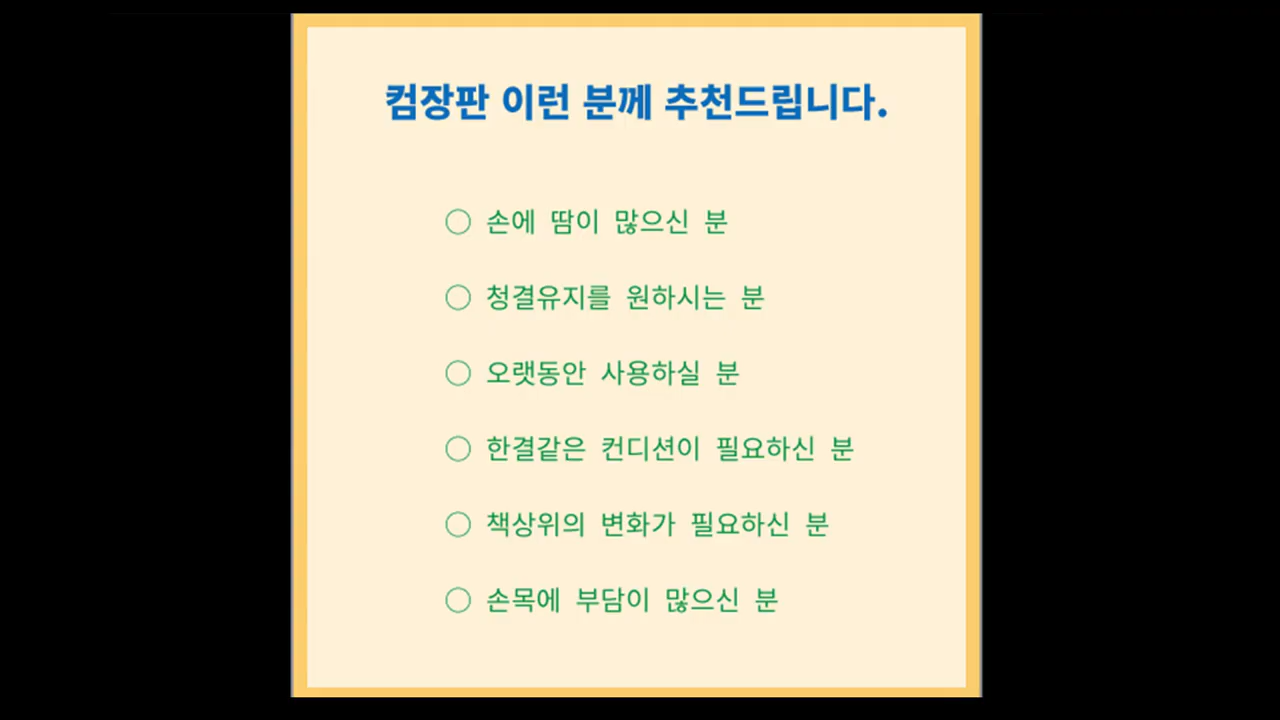 컴장판 이런 분께 추천드립니다.
○ 손에 땀이 많으신 분
○ 청결유지를 원하시는 분
○ 오랫동안 사용하실 분
○ 한결같은 컨디션이 필요하신 분
○ 책상위의 변화가 필요하신 분
○ 손목에 부담이 많으신 분